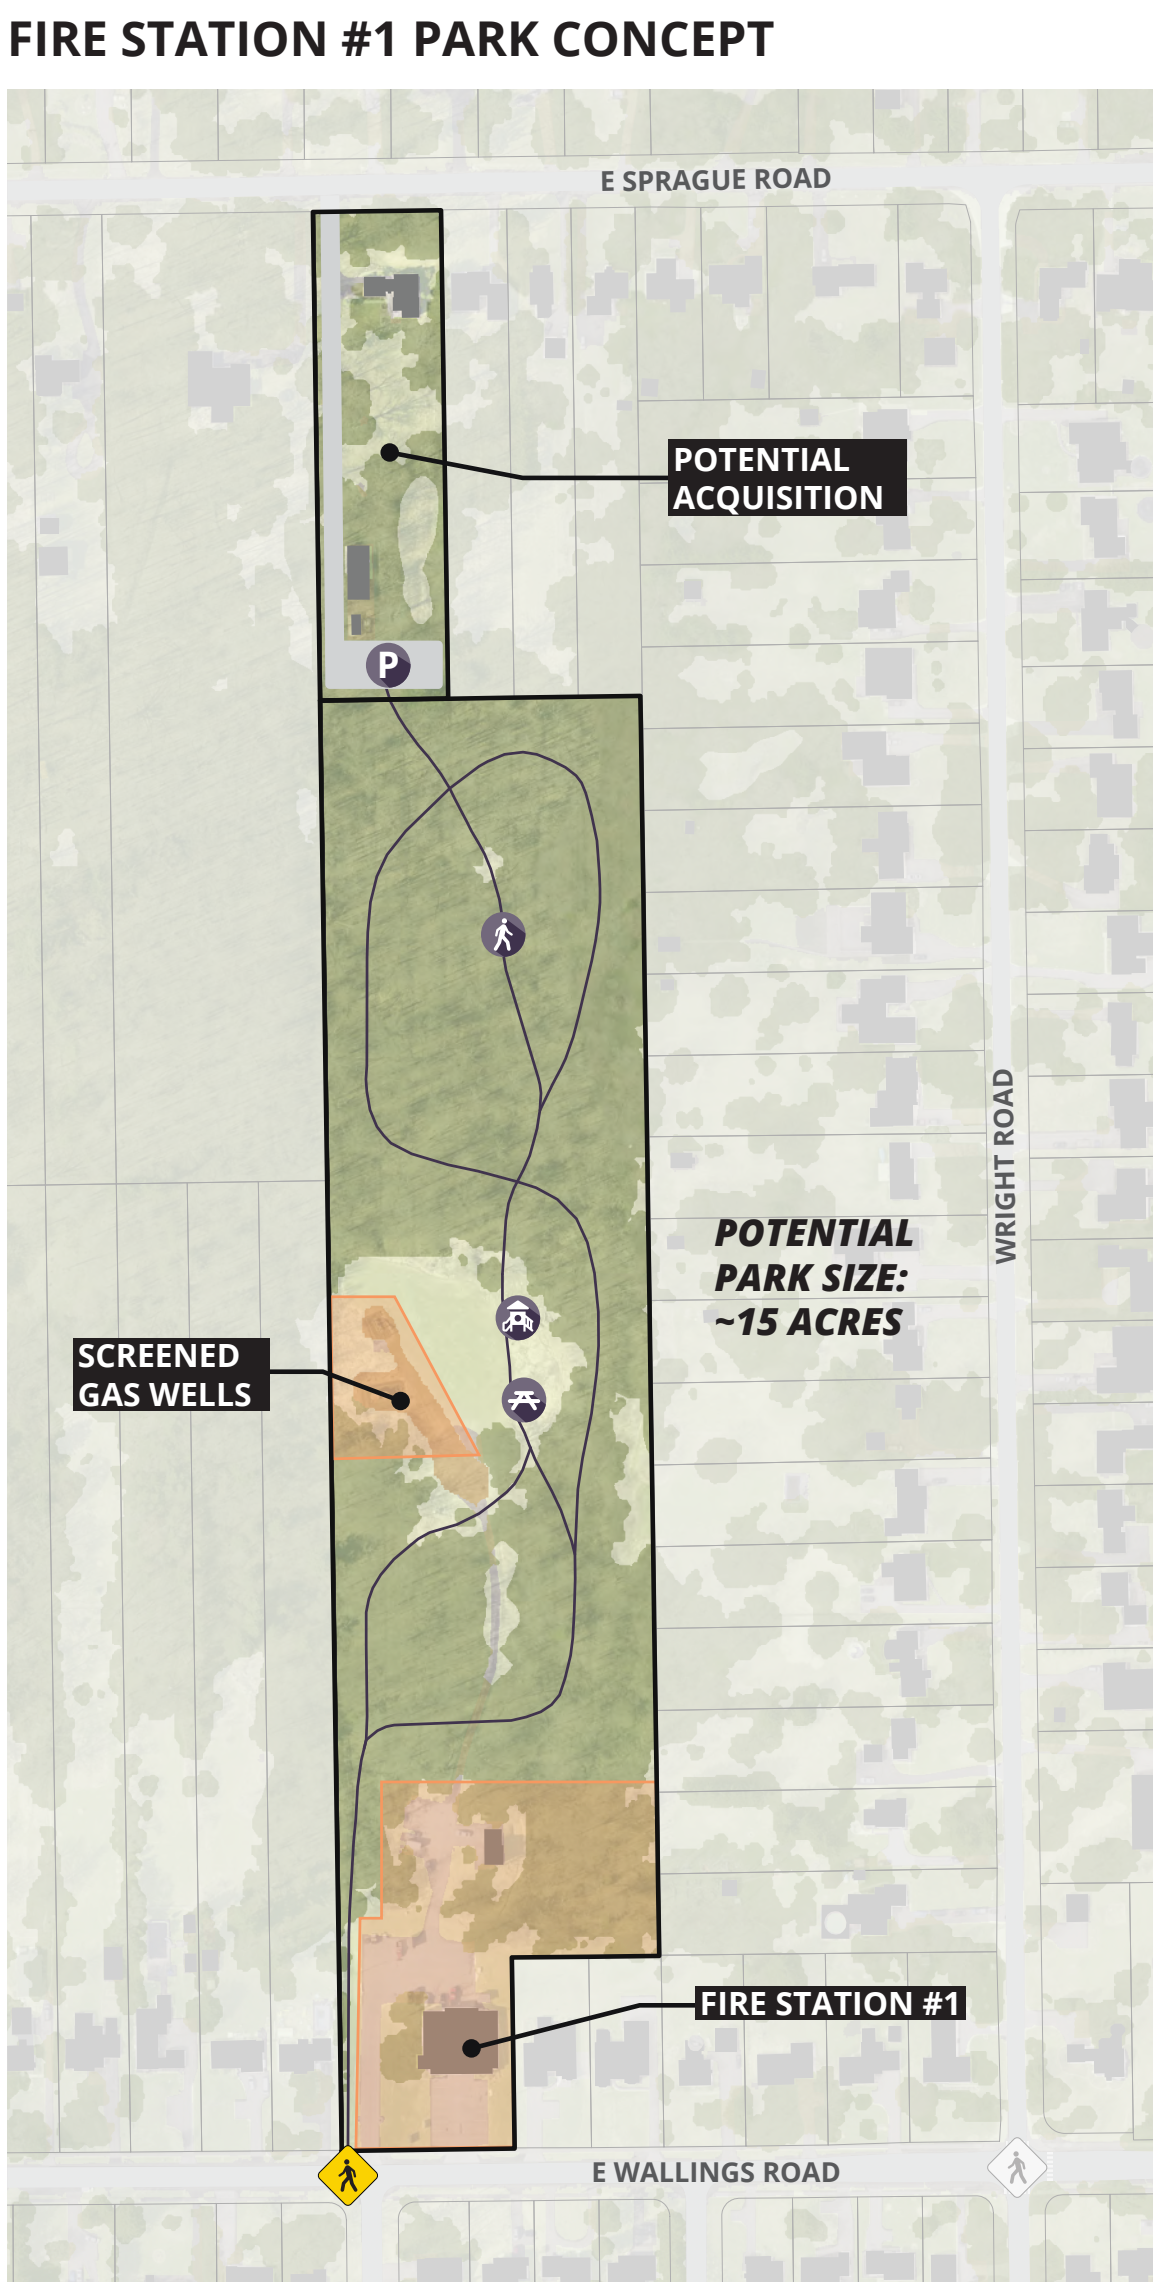 FIRE STATION #1 PARK CONCEPT
E SPRAGUE ROAD
POTENTIAL
ACQUISITION
P
WRIGHT ROAD
POTENTIAL
PARK SIZE:
~15 ACRES
SCREENED
GAS WELLS
FIRE STATION #1
E WALLINGS ROAD